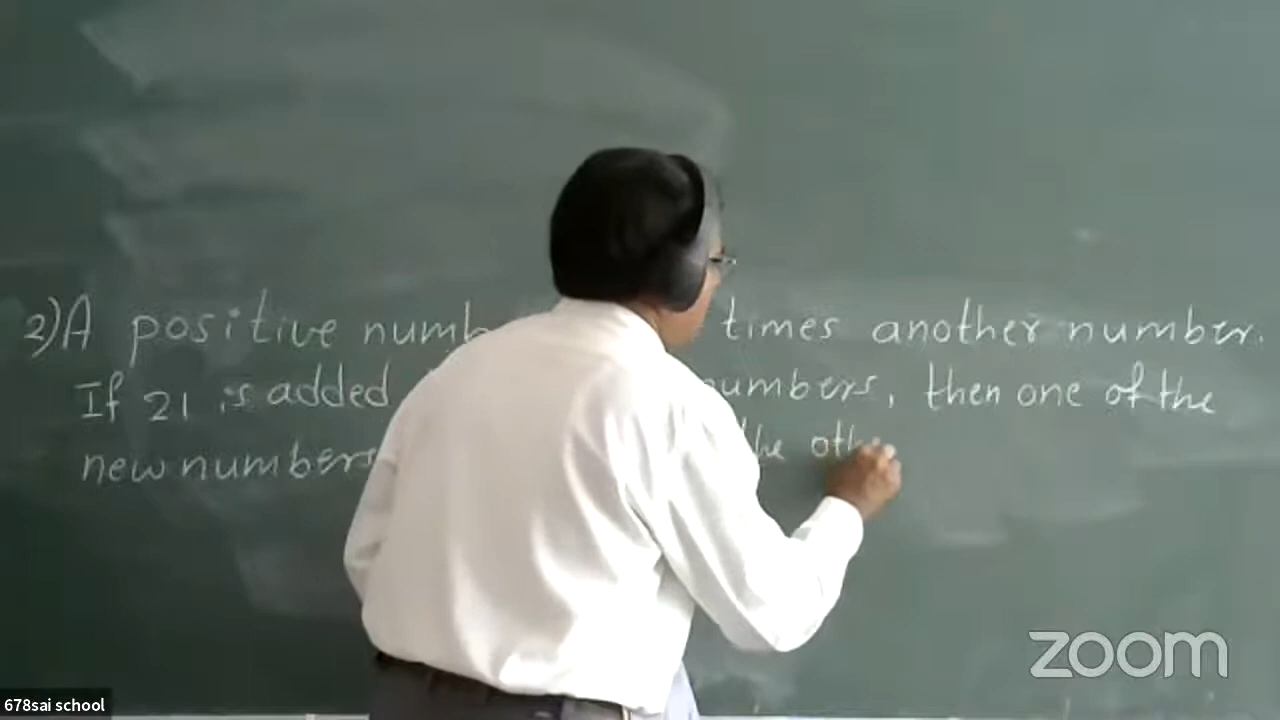 2) A positive numb times another number.
If 21 is added numbers, then one of the
new numbers the oth
zoom
678sai school